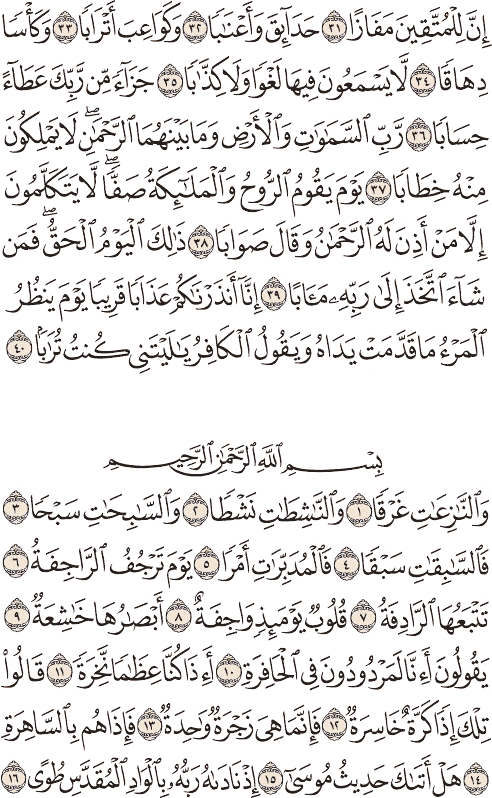 إِنَّ لِلْمُتَّقِينَ مَفَازًا ٣١ حَدَآئِقَ وَأَعْنَٰبًا ٣٢ وَكَوَاعِبَ أَتْرَابًا ٣٣ وَكَأْسًا
دِهَاقًا ٣٤ لَّا يَسْمَعُونَ فِيهَا لَغْوًا وَلَا كِذَّٰبًا ٣٥ جَزَآءً مِّن رَّبِّكَ عَطَآءً
حِسَابًا ٣٦ رَّبِّ ٱلسَّمَٰوَٰتِ وَٱلْأَرْضِ وَمَا بَيْنَهُمَا ٱلرَّحْمَٰنِۖ لَا يَمْلِكُونَ
مِنْهُ خِطَابًا ٣٧ يَوْمَ يَقُومُ ٱلرُّوحُ وَٱلْمَلَٰٓئِكَةُ صَفًّاۖ لَّا يَتَكَلَّمُونَ
إِلَّا مَنْ أَذِنَ لَهُ ٱلرَّحْمَٰنُ وَقَالَ صَوَابًا ٣٨ ذَٰلِكَ ٱلْيَوْمُ ٱلْحَقُّۖ فَمَن
شَآءَ ٱتَّخَذَ إِلَىٰ رَبِّهِۦ مَـَٔابًا ٣٩ إِنَّآ أَنذَرْنَٰكُمْ عَذَابًا قَرِيبًا يَوْمَ يَنظُرُ
ٱلْمَرْءُ مَا قَدَّمَتْ يَدَاهُ وَيَقُولُ ٱلْكَافِرُ يَٰلَيْتَنِى كُنتُ تُرَٰبًۢا ٤٠
بِسْمِ ٱللَّهِ ٱلرَّحْمَٰنِ ٱلرَّحِيمِ
وَٱلنَّٰزِعَٰتِ غَرْقًا ١ وَٱلنَّٰشِطَٰتِ نَشْطًا ٢ وَٱلسَّٰبِحَٰتِ سَبْحًا ٣
فَٱلسَّٰبِقَٰتِ سَبْقًا ٤ فَٱلْمُدَبِّرَٰتِ أَمْرًا ٥ يَوْمَ تَرْجُفُ ٱلرَّاجِفَةُ ٦
تَتْبَعُهَا ٱلرَّادِفَةُ ٧ قُلُوبٌ يَوْمَئِذٍ وَاجِفَةٌ ٨ أَبْصَٰرُهَا خَٰشِعَةٌ ٩
يَقُولُونَ أَءِنَّا لَمَرْدُودُونَ فِى ٱلْحَافِرَةِ ١٠ أَءِذَا كُنَّا عِظَٰمًا نَّخِرَةً ١١ قَالُوا۟
تِلْكَ إِذًا كَرَّةٌ خَاسِرَةٌ ١٢ فَإِنَّمَا هِىَ زَجْرَةٌ وَٰحِدَةٌ ١٣ فَإِذَا هُم بِٱلسَّاهِرَةِ
١٤ هَلْ أَتَىٰكَ حَدِيثُ مُوسَىٰٓ ١٥ إِذْ نَادَىٰهُ رَبُّهُۥ بِٱلْوَادِ ٱلْمُقَدَّسِ طُوًى ١٦